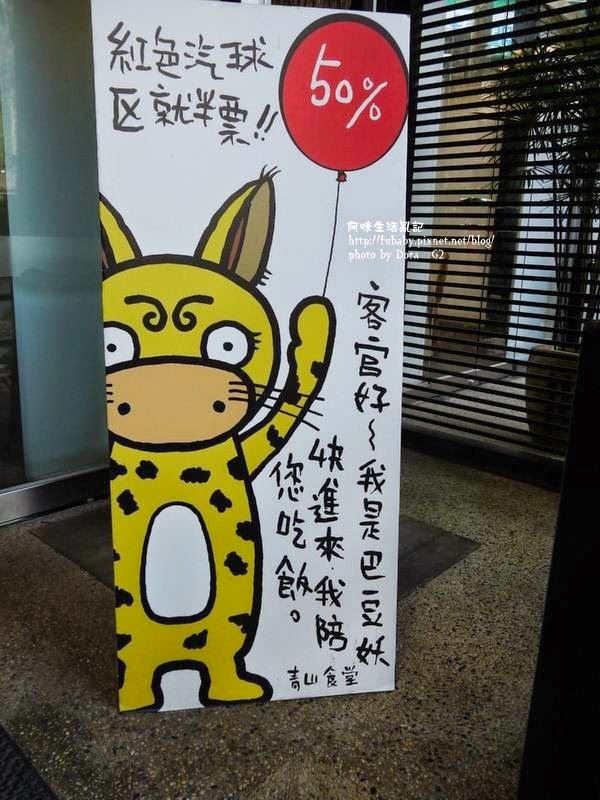 紅色汽球
区就半票!!
50%
阿咪生活亂記
http://fubaby.pixnet.net/blog/
photo by Dora G2
客官好~我是巴豆妖
快進來.我陪
您吃飯。
青山食堂